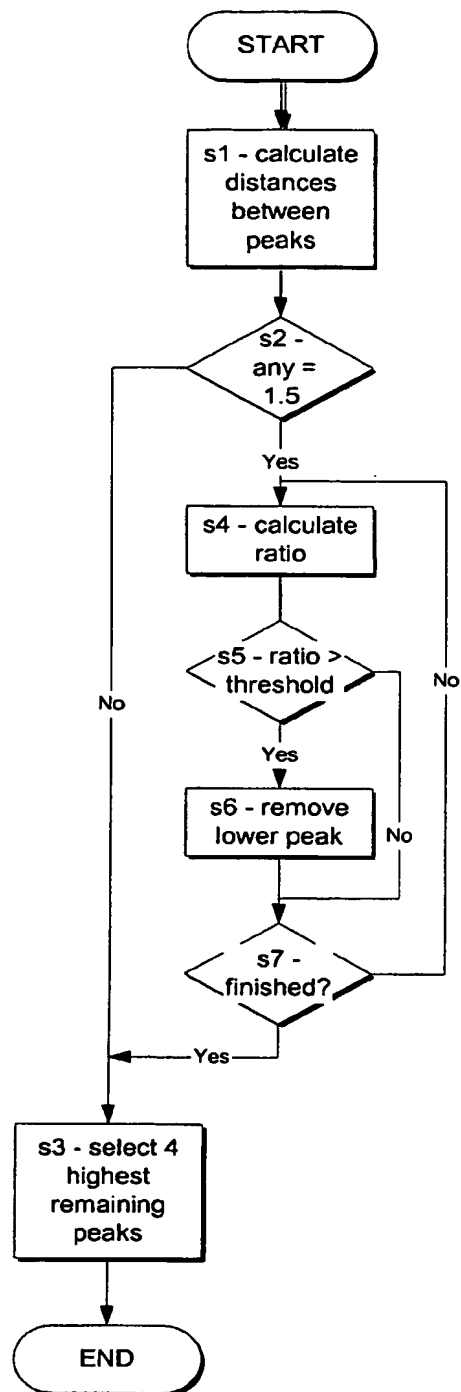 START
s1 - calculate
distances
between
peaks
s2 -
any =
1.5
Yes
s4 - calculate
ratio
s5 - ratio >
threshold
No
No
Yes
s6 - remove
lower peak
No
s7 -
finished?
Yes
s3 - select 4
highest
remaining
peaks
END